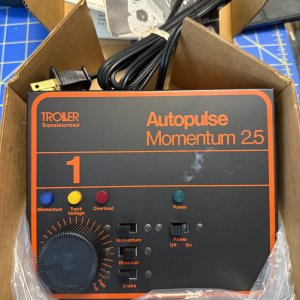 TROLLER
Transistorized
Autopulse
Momentum 2.5
1
Momentum
Track
Voltage
Overload
Power
Momentum
Power
Off On
Direction
Brake